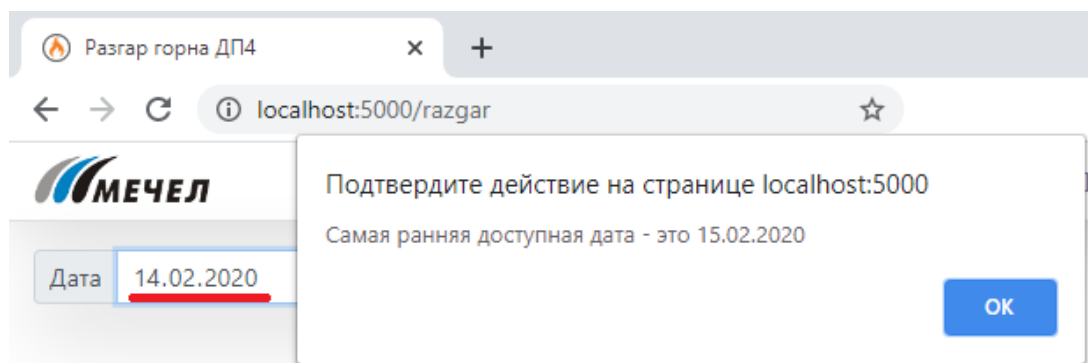 Разгар горна ДП4
localhost:5000/razgar
МЕЧЕЛ
Подтвердите действие на странице localhost:5000
Самая ранняя доступная дата - это 15.02.2020
Дата 14.02.2020
ОК